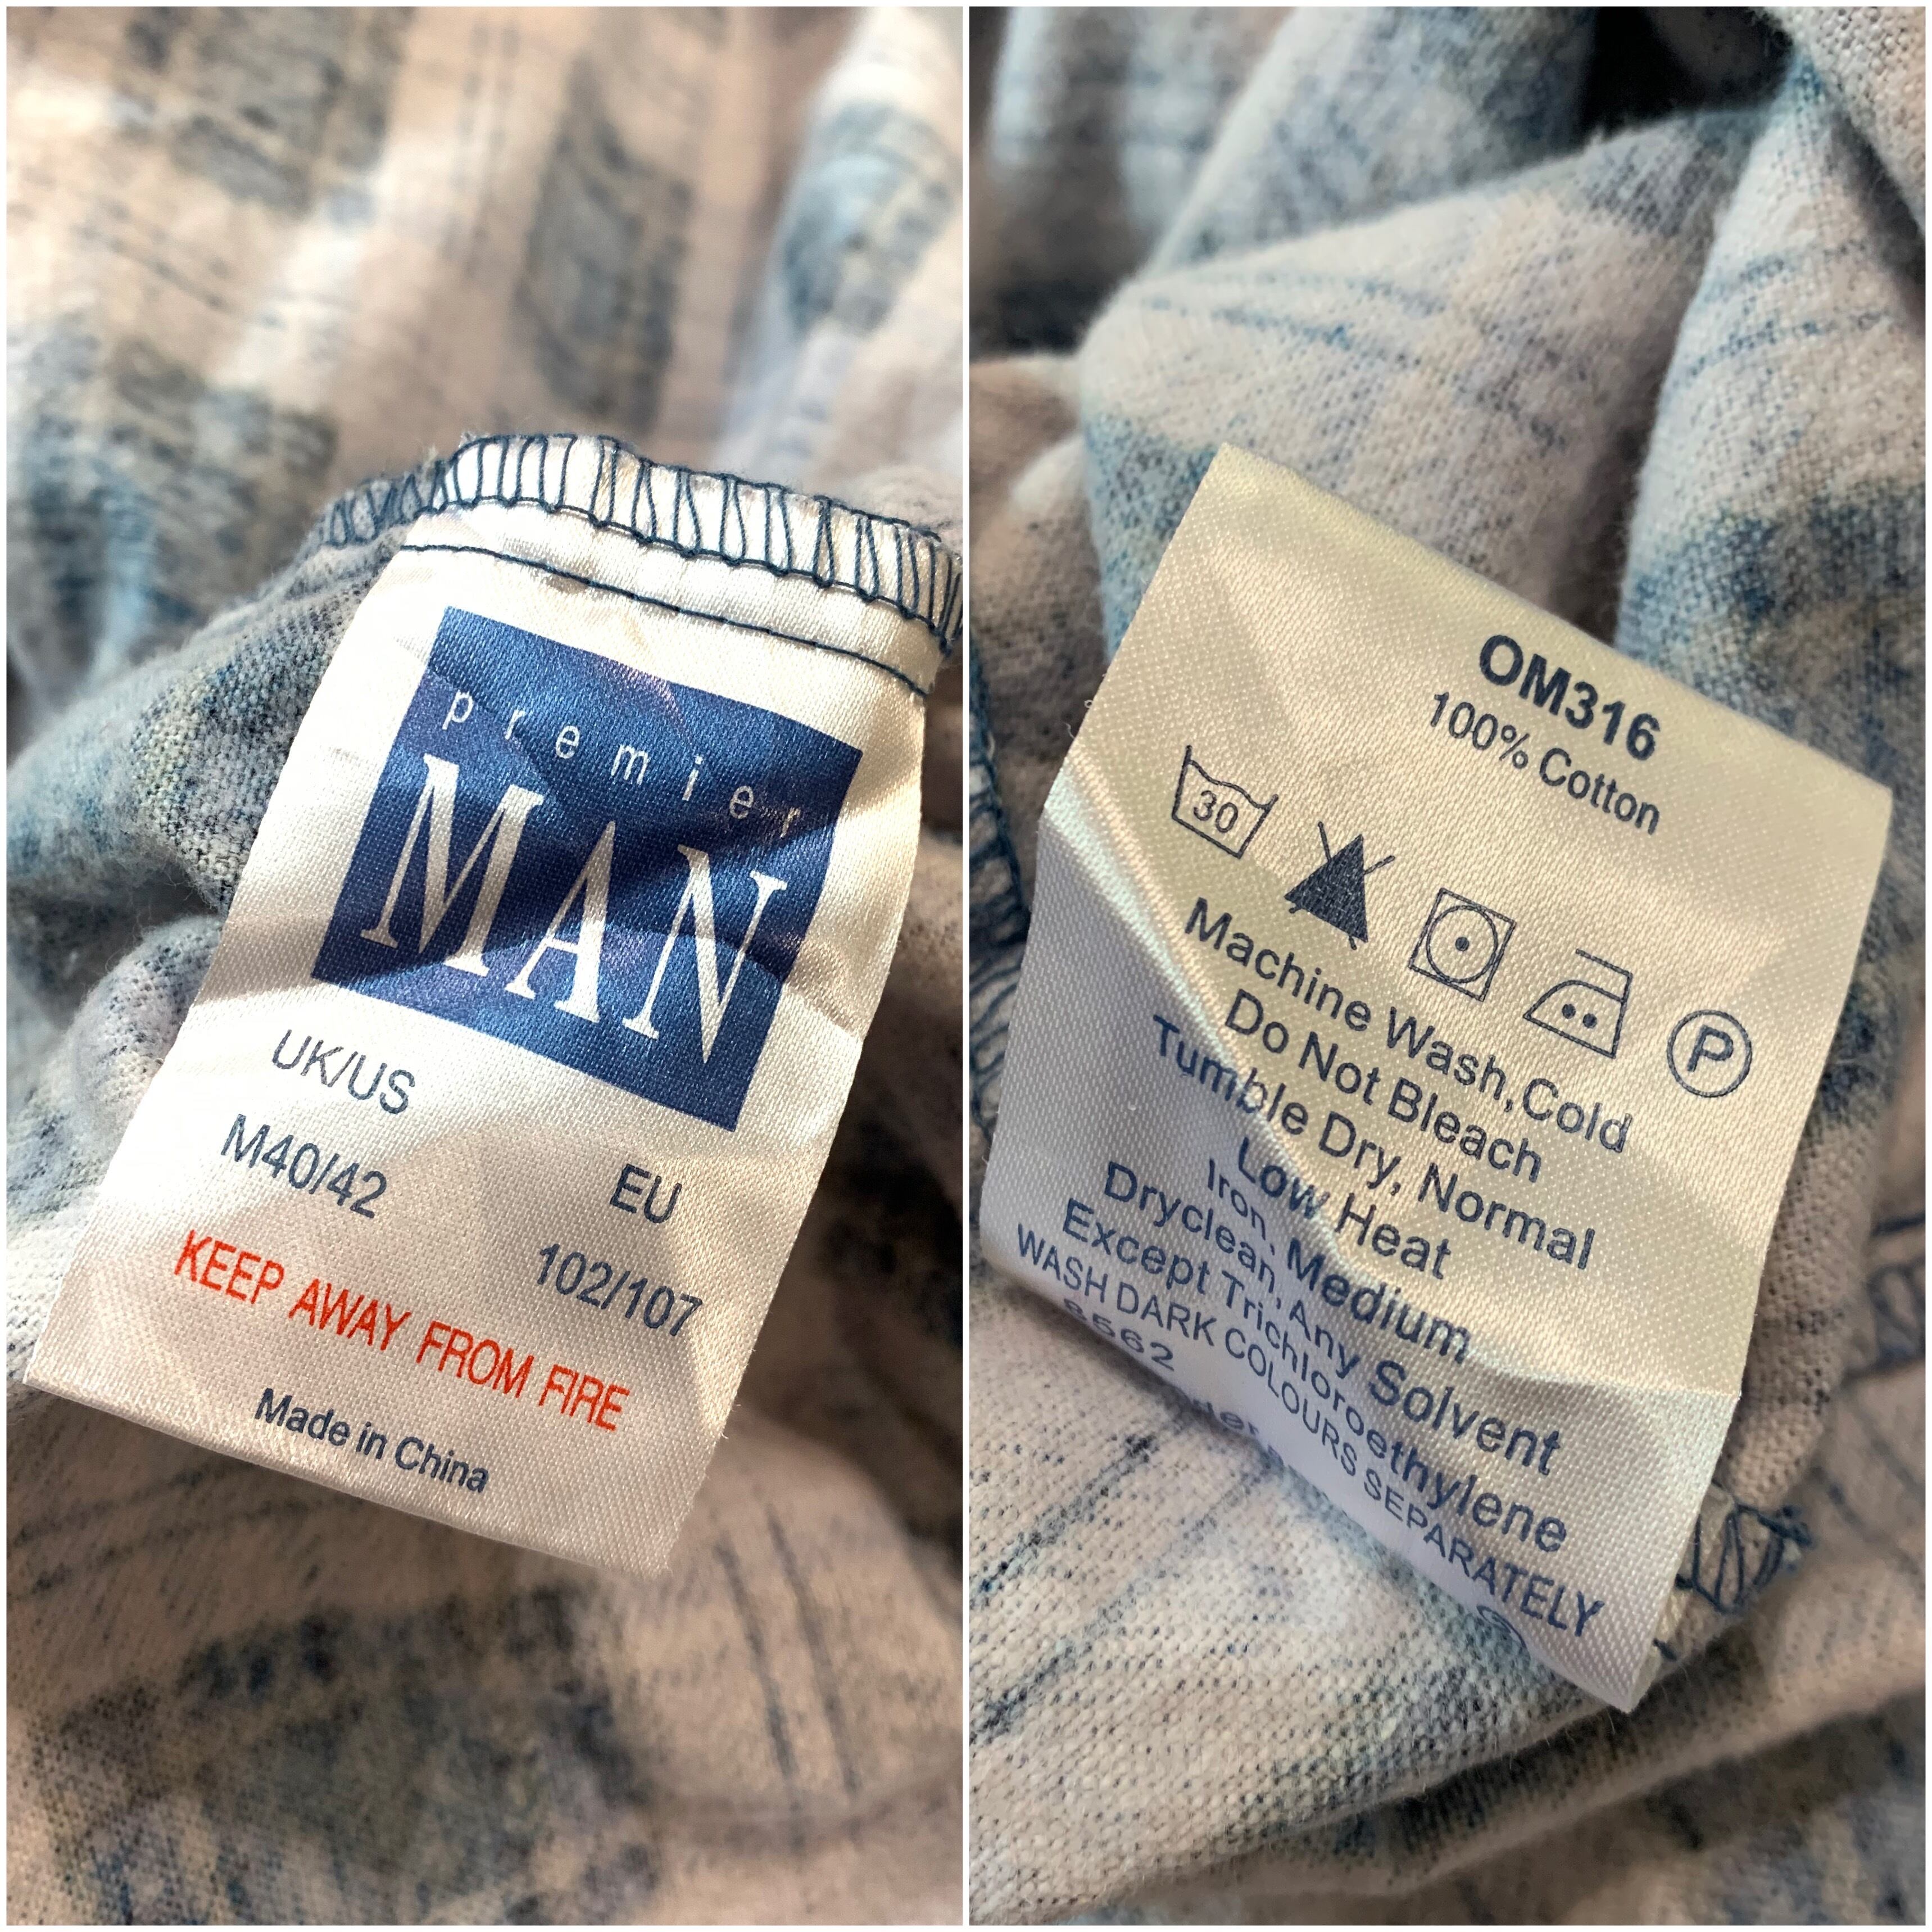 premier
MAN
UK/US
M40/42
EU
102/107
KEEP AWAY FROM FIRE
Made in China
OM316
100% Cotton
30
P
Machine Wash,Cold
Do Not Bleach
Tumble Dry, Normal
Low Heat
Iron, Medium
Dryclean,Any Solvent
Except Trichloroethylene
WASH DARK COLOURS SEPARATELY